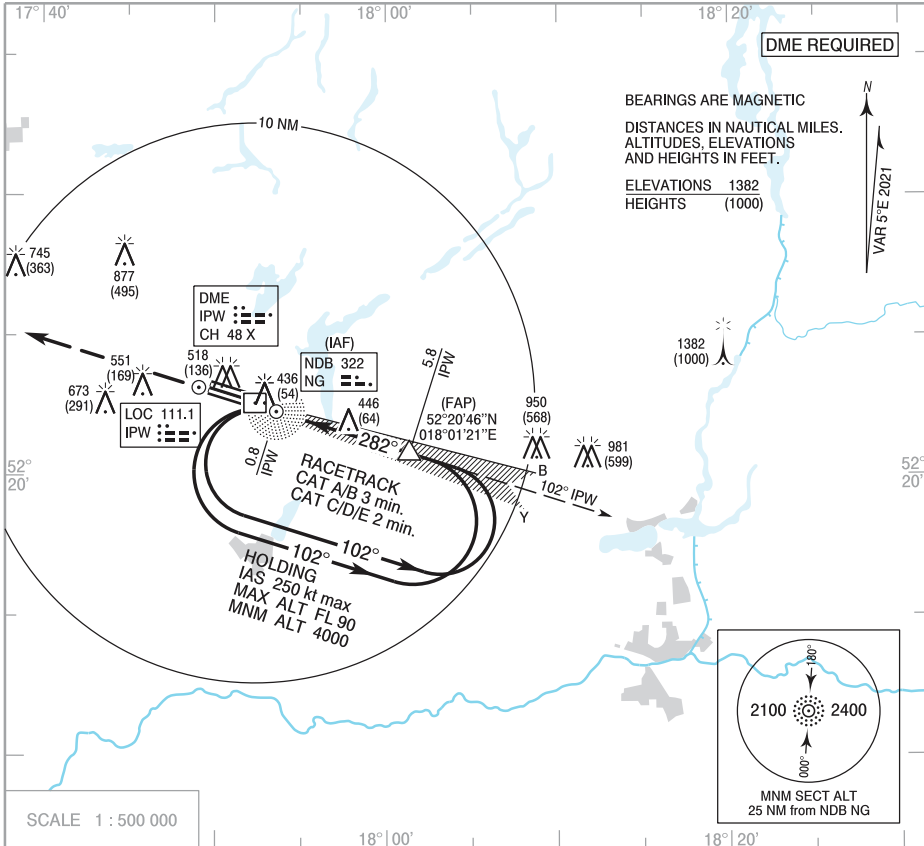 17° 40'
18° 00'
18° 20'
DME REQUIRED
BEARINGS ARE MAGNETIC
DISTANCES IN NAUTICAL MILES.
ALTITUDES, ELEVATIONS
AND HEIGHTS IN FEET.
ELEVATIONS 1382
HEIGHTS (1000)
N
VAR 5°E 2021
10 NM
745
(363)
877
(495)
DME
IPW
CH 48 X
(IAF)
NDB 322
NG
5.8
IPW
1382
(1000)
551
(169)
518
(136)
436
(54)
673
(291)
LOC 111.1
IPW
446
(64)
(FAP)
52°20'46"N
018°01'21"E
950
(568)
981
(599)
B
282°
102° IPW
Y
0.8
IPW
52°
20'
52°
20'
RACETRACK
CAT A/B 3 min.
CAT C/D/E 2 min.
102°
102°
HOLDING
IAS 250 kt max
MAX ALT FL 90
MNM ALT 4000
180°
2100
2400
000°
MNM SECT ALT
25 NM from NDB NG
SCALE 1 : 500 000
18° 00'
18° 20'